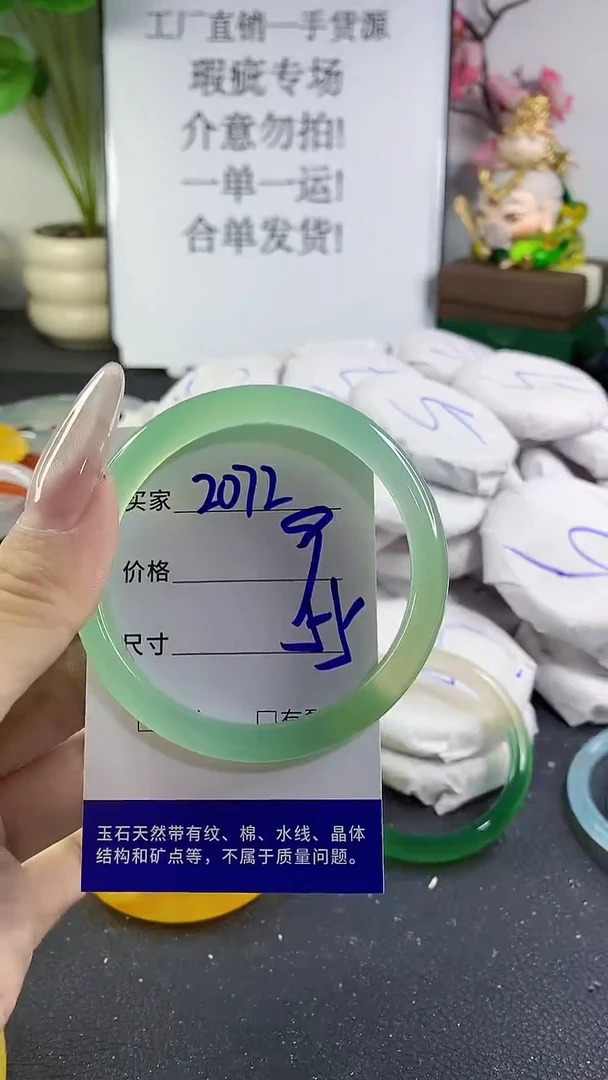 工厂直销一手货源
瑕疵专场
介意勿拍!
一单一运!
合单发货!
买家 2072
价格
尺寸 55
玉石天然带有纹、棉、水线、晶体
结构和矿点等，不属于质量问题。